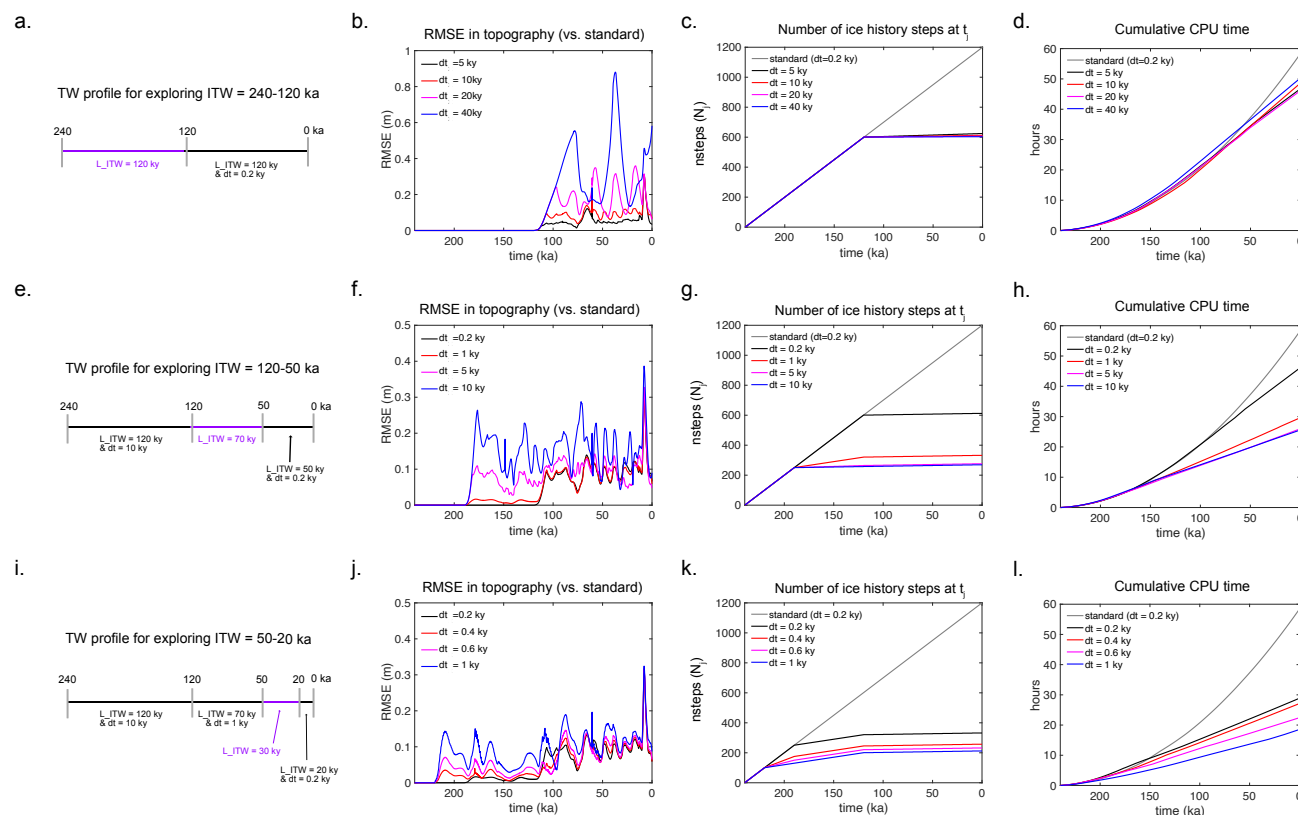 a.
TW profile for exploring ITW = 240-120 ka
240
120
0 ka
L_ITW = 120 ky
L_ITW = 120 ky
& dt = 0.2 ky
b.
RMSE in topography (vs. standard)
dt =5 ky
dt = 10ky
dt = 20ky
dt = 40ky
RMSE (m)
1
0.8
0.6
0.4
0.2
0
200 150 100 50 0
time (ka)
c.
Number of ice history steps at t_j
standard (dt=0.2 ky)
dt = 5 ky
dt = 10 ky
dt = 20 ky
dt = 40 ky
nsteps (N_j)
1200
1000
800
600
400
200
0
200 150 100 50 0
time (ka)
d.
Cumulative CPU time
standard (dt=0.2 ky)
dt = 5 ky
dt = 10 ky
dt = 20 ky
dt = 40 ky
hours
60
50
40
30
20
10
0
200 150 100 50 0
time (ka)
e.
TW profile for exploring ITW = 120-50 ka
240
120
50
0 ka
L_ITW = 120 ky
& dt = 10 ky
L_ITW = 70 ky
L_ITW = 50 ky
& dt = 0.2 ky
f.
RMSE in topography (vs. standard)
dt =0.2 ky
dt = 1 ky
dt = 5 ky
dt = 10 ky
RMSE (m)
0.5
0.4
0.3
0.2
0.1
0
200 150 100 50 0
time (ka)
g.
Number of ice history steps at t_j
standard (dt=0.2 ky)
dt = 0.2 ky
dt = 1 ky
dt = 5 ky
dt = 10 ky
nsteps (N_j)
1200
1000
800
600
400
200
0
200 150 100 50 0
time (ka)
h.
Cumulative CPU time
standard (dt=0.2 ky)
dt = 0.2 ky
dt = 1 ky
dt = 5 ky
dt = 10 ky
hours
60
50
40
30
20
10
0
200 150 100 50 0
time (ka)
i.
TW profile for exploring ITW = 50-20 ka
240
120
50
20
0 ka
L_ITW = 120 ky
& dt = 10 ky
L_ITW = 70 ky
& dt = 1 ky
L_ITW = 30 ky
L_ITW = 20 ky
& dt = 0.2 ky
j.
RMSE in topography (vs. standard)
dt =0.2 ky
dt = 0.4 ky
dt = 0.6 ky
dt = 1 ky
RMSE (m)
0.5
0.4
0.3
0.2
0.1
0
200 150 100 50 0
time (ka)
k.
Number of ice history steps at t_j
standard (dt = 0.2 ky)
dt = 0.2 ky
dt = 0.4 ky
dt = 0.6 ky
dt = 1 ky
nsteps (N_j)
1200
1000
800
600
400
200
0
200 150 100 50 0
time (ka)
l.
Cumulative CPU time
standard (dt=0.2 ky)
dt = 0.2 ky
dt = 0.4 ky
dt = 0.6 ky
dt = 1 ky
hours
60
50
40
30
20
10
0
200 150 100 50 0
time (ka)